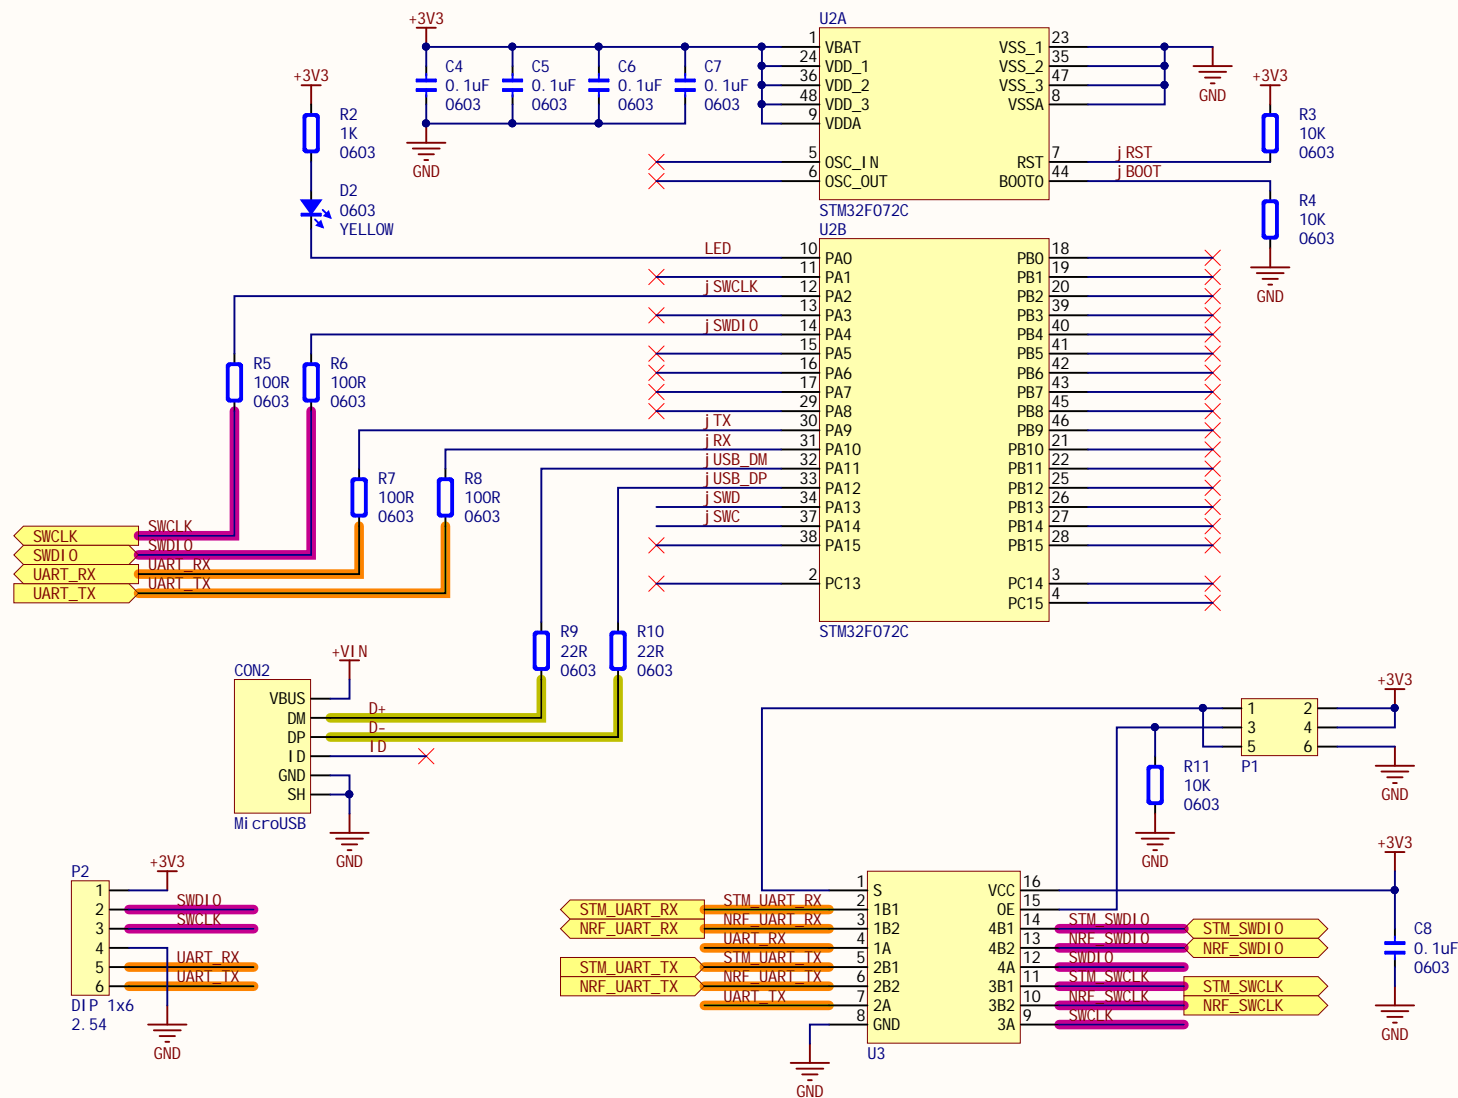 +3V3
C4
0.1uF
0603
C5
0.1uF
0603
C6
0.1uF
0603
C7
0.1uF
0603
GND
+3V3
R2
1K
0603
D2
0603
YELLOW
U2A
1 VBAT
24 VDD_1
36 VDD_2
48 VDD_3
9 VDDA
5 OSC_IN
6 OSC_OUT
VSS_1 23
VSS_2 35
VSS_3 47
VSSA 8
RST 7 jRST
BOOT0 44 jBOOT
STM32F072C
GND
+3V3
R3
10K
0603
R4
10K
0603
GND
U2B
LED 10 PA0
11 PA1
jSWCLK 12 PA2
13 PA3
jSWDIO 14 PA4
15 PA5
16 PA6
17 PA7
29 PA8
jTX 30 PA9
jRX 31 PA10
jUSB_DM 32 PA11
jUSB_DP 33 PA12
jSWD 34 PA13
jSWC 37 PA14
38 PA15
2 PC13
PB0 18
PB1 19
PB2 20
PB3 39
PB4 40
PB5 41
PB6 42
PB7 43
PB8 45
PB9 46
PB10 21
PB11 22
PB12 25
PB13 26
PB14 27
PB15 28
PC14 3
PC15 4
STM32F072C
R5
100R
0603
R6
100R
0603
R7
100R
0603
R8
100R
0603
SWCLK SWCLK
SWDIO SWDIO
UART_RX UART_RX
UART_TX UART_TX
R9
22R
0603
R10
22R
0603
+VIN
CON2
VBUS
DM D+
DP D-
ID ID
GND
SH
MicroUSB
GND
+3V3
1 2
3 4
5 6
P1
GND
R11
10K
0603
GND
P2
+3V3
1
2 SWDIO
3 SWCLK
4
5 UART_RX
6 UART_TX
DIP 1x6
2.54
GND
1 S
STM_UART_RX STM_UART_RX 2 1B1
NRF_UART_RX NRF_UART_RX 3 1B2
UART_RX 4 1A
STM_UART_TX STM_UART_TX 5 2B1
NRF_UART_TX NRF_UART_TX 6 2B2
UART_TX 7 2A
8 GND
VCC 16
OE 15
4B1 14 STM_SWDIO STM_SWDIO
4B2 13 NRF_SWDIO NRF_SWDIO
4A 12 SWDIO
3B1 11 STM_SWCLK STM_SWCLK
3B2 10 NRF_SWCLK NRF_SWCLK
3A 9 SWCLK
U3
GND
+3V3
C8
0.1uF
0603
GND